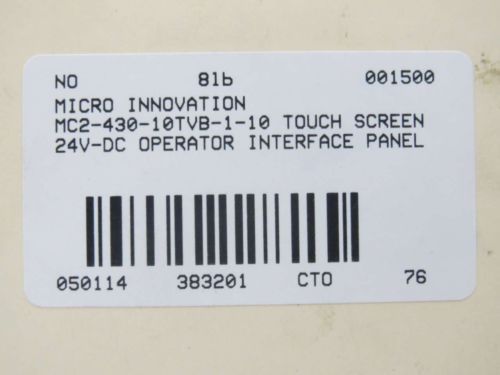 NO 8lb 001500
MICRO INNOVATION
MC2-430-10TVB-1-10 TOUCH SCREEN
24V-DC OPERATOR INTERFACE PANEL
050114 383201 CTO 76